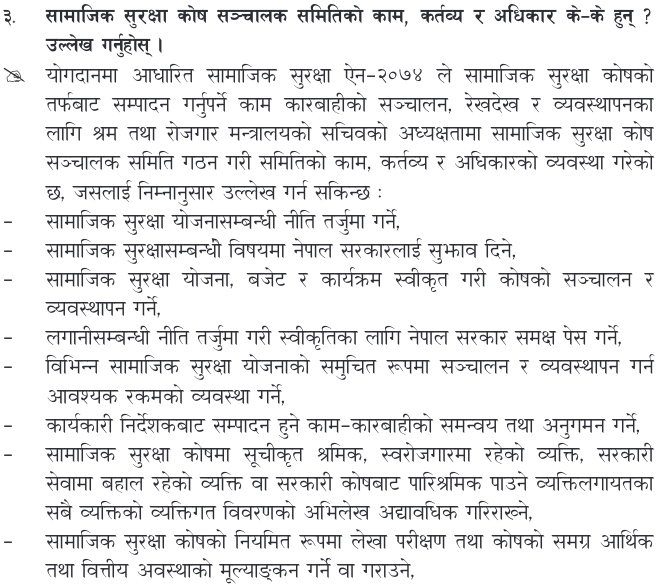 ३. सामाजिक सुरक्षा कोष सञ्चालक समितिको काम, कर्तव्य र अधिकार के-के हुन् ?
उल्लेख गर्नुहोस् ।
योगदानमा आधारित सामाजिक सुरक्षा ऐन-२०७४ ले सामाजिक सुरक्षा कोषको
तर्फबाट सम्पादन गर्नुपर्ने काम कारबाहीको सञ्चालन, रेखदेख र व्यवस्थापनका
लागि श्रम तथा रोजगार मन्त्रालयको सचिवको अध्यक्षतामा सामाजिक सुरक्षा कोष
सञ्चालक समिति गठन गरी समितिको काम, कर्तव्य र अधिकारको व्यवस्था गरेको
छ, जसलाई निम्नानुसार उल्लेख गर्न सकिन्छ :
- सामाजिक सुरक्षा योजनासम्बन्धी नीति तर्जुमा गर्ने,
- सामाजिक सुरक्षासम्बन्धी विषयमा नेपाल सरकारलाई सुझाव दिने,
- सामाजिक सुरक्षा योजना, बजेट र कार्यक्रम स्वीकृत गरी कोषको सञ्चालन र
व्यवस्थापन गर्ने,
- लगानीसम्बन्धी नीति तर्जुमा गरी स्वीकृतिका लागि नेपाल सरकार समक्ष पेस गर्ने,
- विभिन्न सामाजिक सुरक्षा योजनाको समुचित रूपमा सञ्चालन र व्यवस्थापन गर्न
आवश्यक रकमको व्यवस्था गर्ने,
- कार्यकारी निर्देशकबाट सम्पादन हुने काम-कारबाहीको समन्वय तथा अनुगमन गर्ने,
- सामाजिक सुरक्षा कोषमा सूचीकृत श्रमिक, स्वरोजगारमा रहेको व्यक्ति, सरकारी
सेवामा बहाल रहेको व्यक्ति वा सरकारी कोषबाट पारिश्रमिक पाउने व्यक्तिलगायतका
सबै व्यक्तिको व्यक्तिगत विवरणको अभिलेख अद्यावधिक गरिराख्ने,
- सामाजिक सुरक्षा कोषको नियमित रूपमा लेखा परीक्षण तथा कोषको समग्र आर्थिक
तथा वित्तीय अवस्थाको मूल्याङ्कन गर्ने वा गराउने,